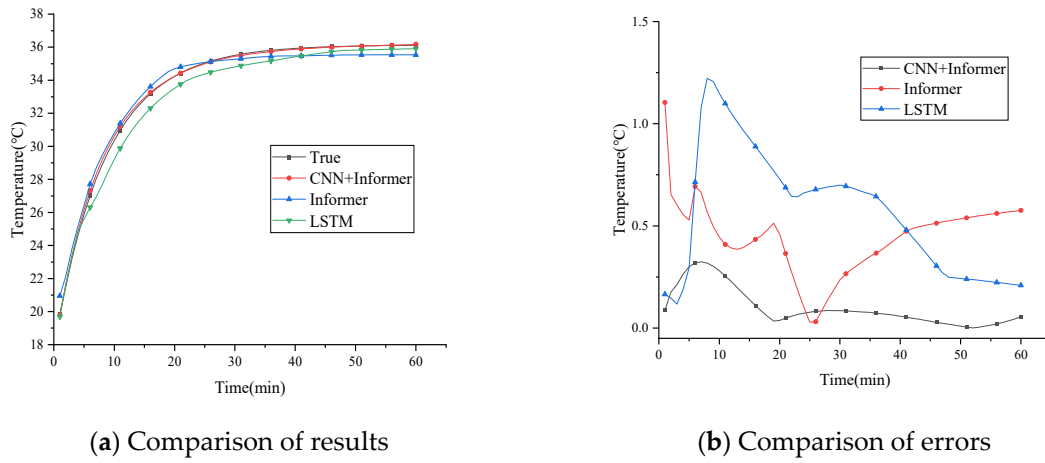 38
36
34
32
30
28
26
24
22
20
18
Temperature(℃)
True
CNN+Informer
Informer
LSTM
0 10 20 30 40 50 60
Time(min)
(a) Comparison of results
1.5
1.0
0.5
0.0
Temperature(℃)
CNN+Informer
Informer
LSTM
0 10 20 30 40 50 60
Time(min)
(b) Comparison of errors